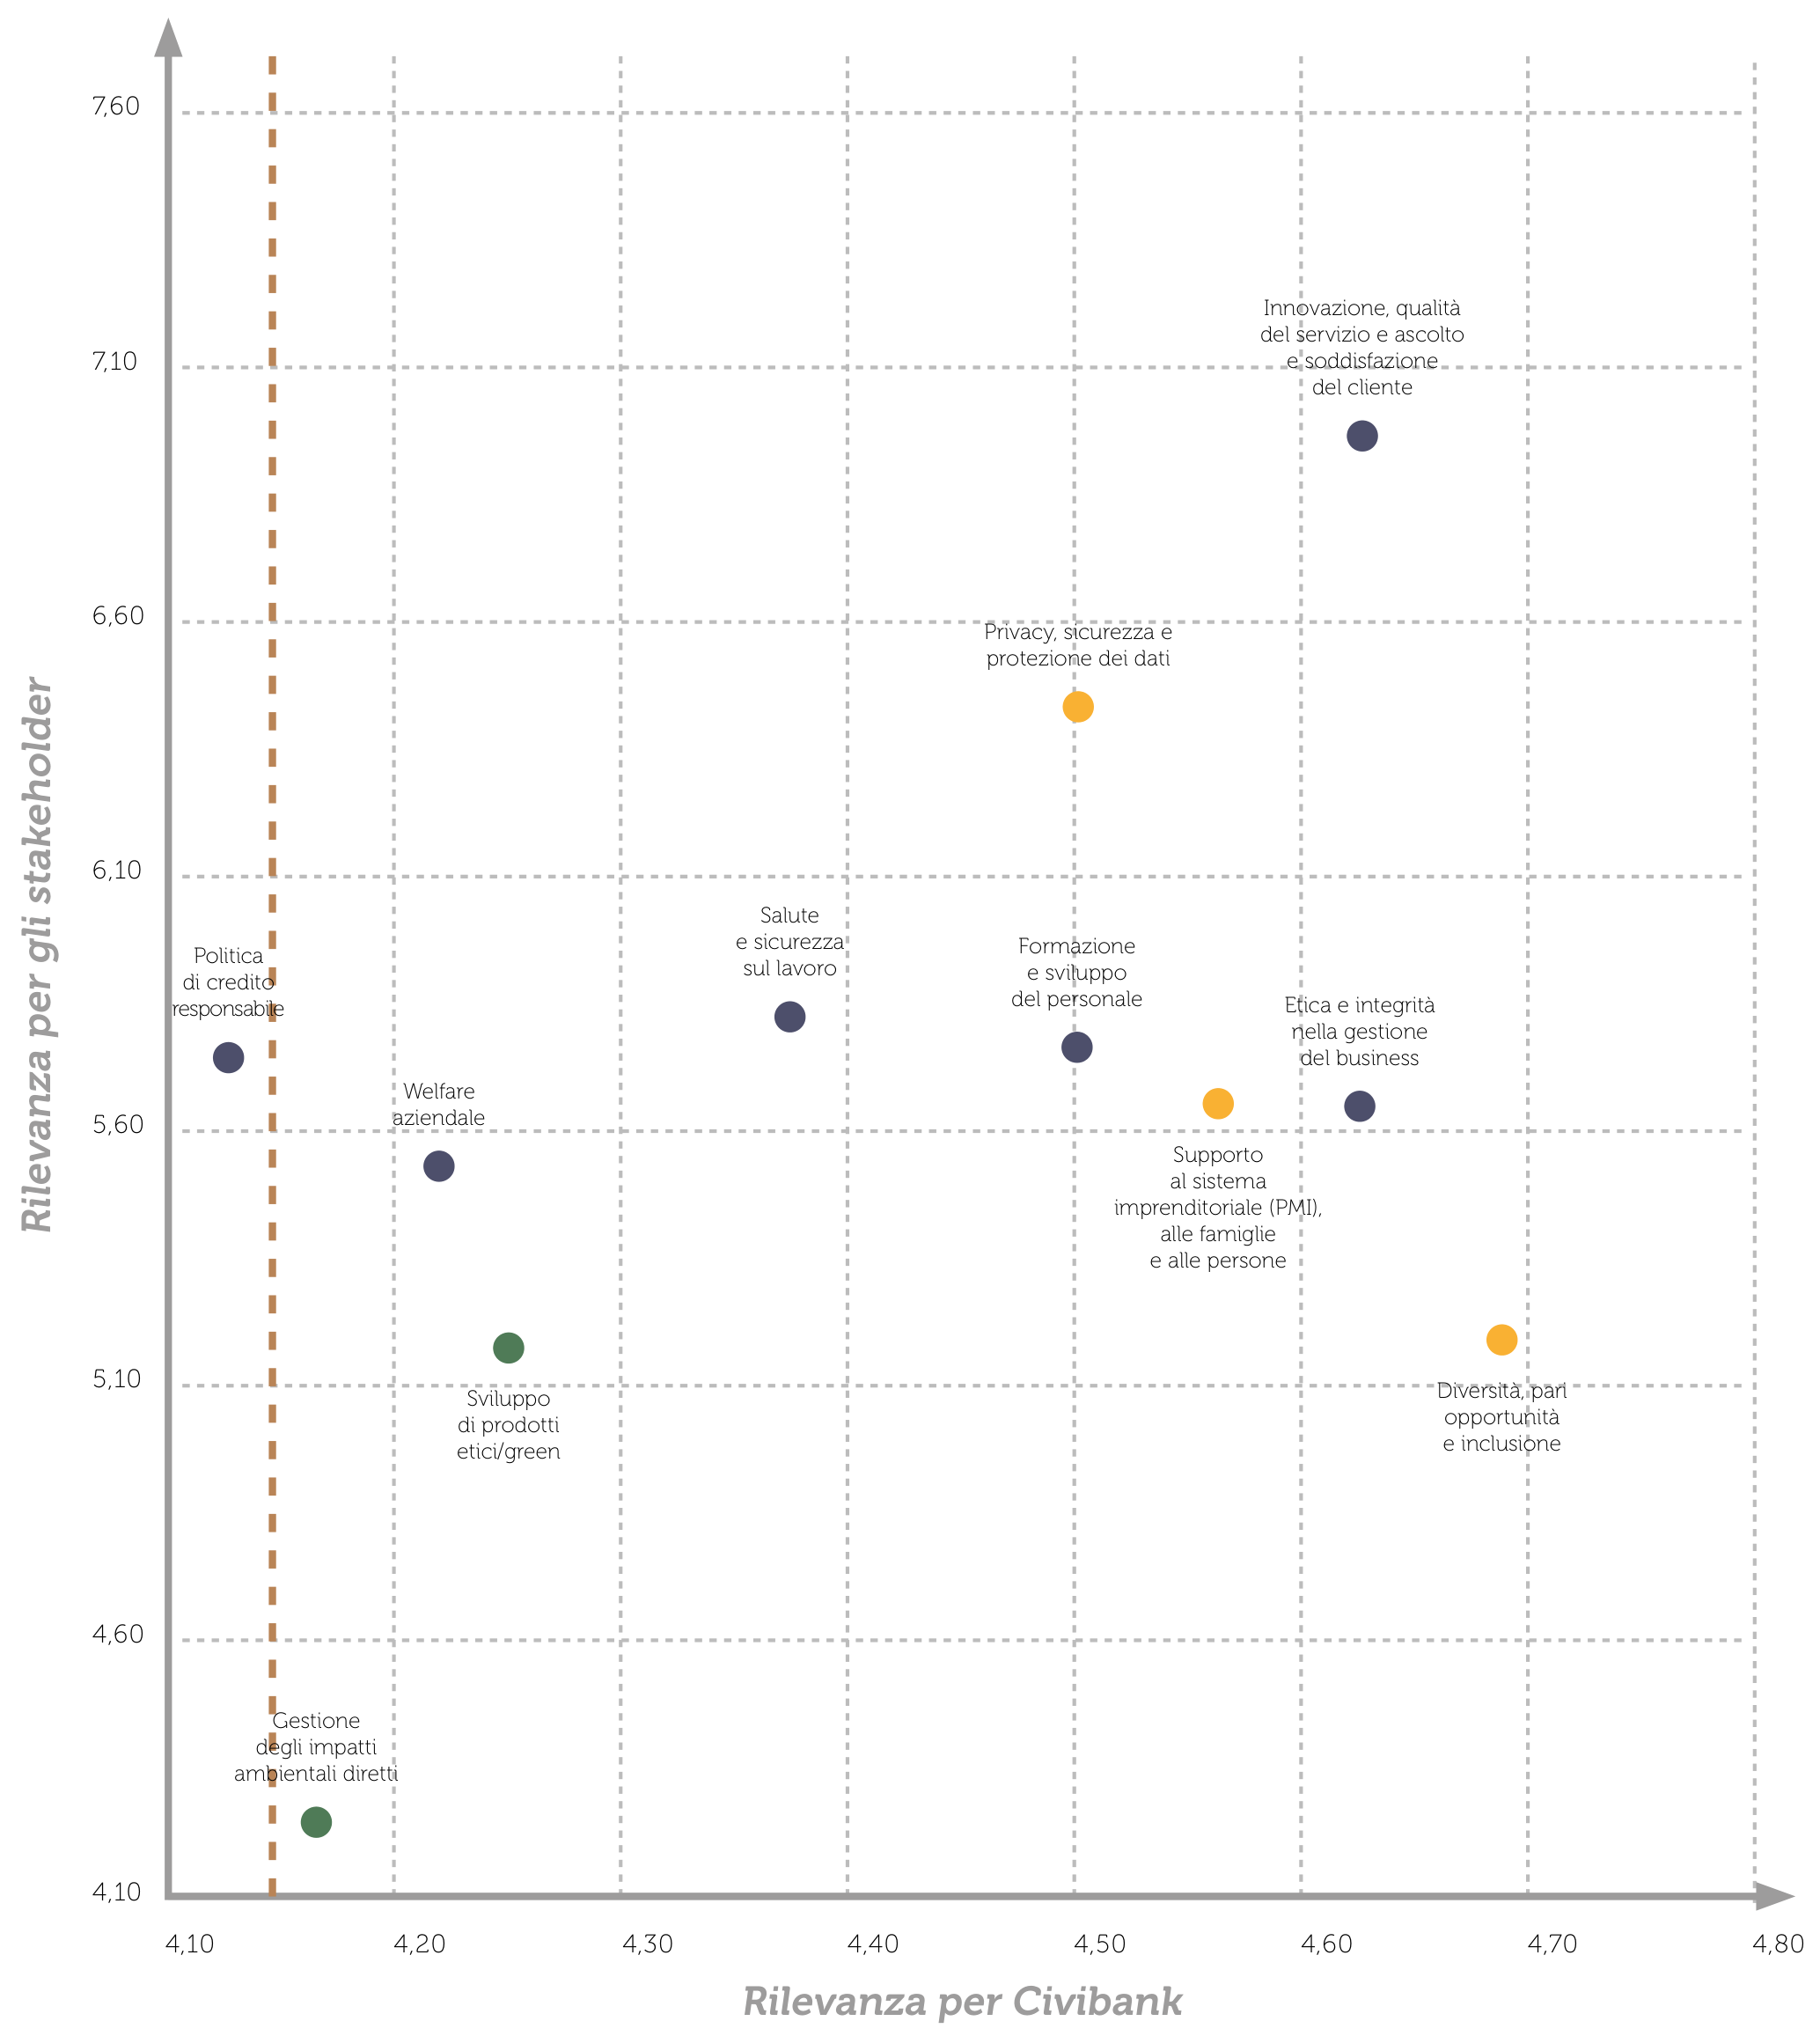 7,60
Innovazione, qualità
del servizio e ascolto
e soddisfazione
del cliente
7,10
6,60
Privacy, sicurezza e
protezione dei dati
Rilevanza per gli stakeholder
6,10
Salute
e sicurezza
sul lavoro
Formazione
e sviluppo
del personale
Politica
di credito
responsabile
Etica e integrità
nella gestione
del business
Welfare
aziendale
5,60
Supporto
al sistema
imprenditoriale (PMI),
alle famiglie
e alle persone
5,10
Sviluppo
di prodotti
etici/green
Diversità, pari
opportunità
e inclusione
4,60
Gestione
degli impatti
ambientali diretti
4,10
4,10
4,20
4,30
4,40
4,50
4,60
4,70
4,80
Rilevanza per Civibank